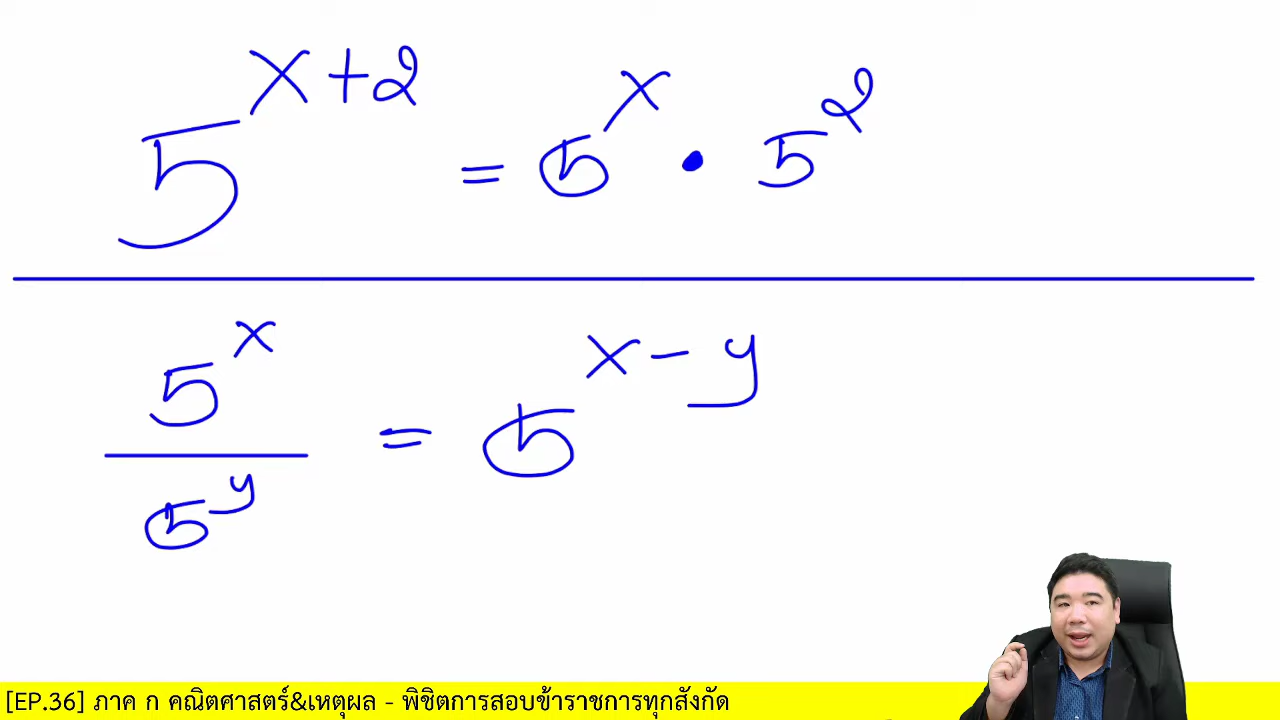 5^{x+2} = 5^x • 5^2
5^x / 5^y = 5^{x-y}
[EP.36] ภาค ก คณิตศาสตร์&เหตุผล - พิชิตการสอบข้าราชการทุกสังกัด